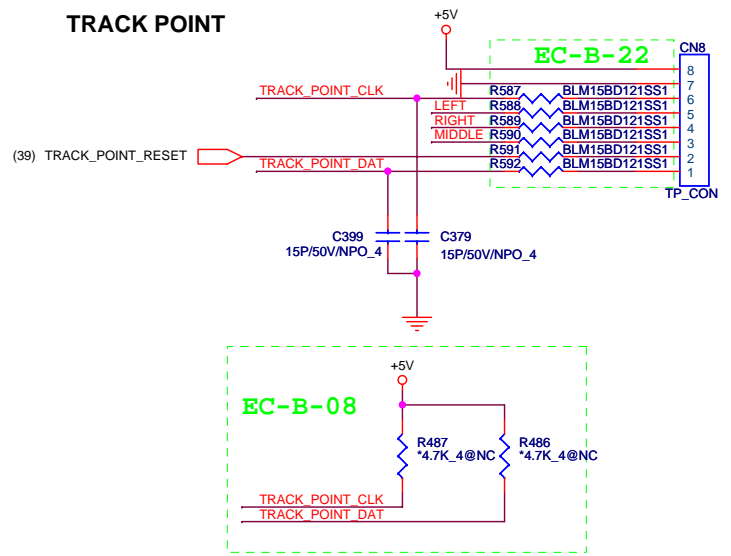 TRACK POINT
+5V
EC-B-22
CN8
8
7
TRACK_POINT_CLK
R587
BLM15BD121SS1
6
LEFT
R588
BLM15BD121SS1
5
RIGHT
R589
BLM15BD121SS1
4
MIDDLE
R590
BLM15BD121SS1
3
(39) TRACK_POINT_RESET
R591
BLM15BD121SS1
2
TRACK_POINT_DAT
R592
BLM15BD121SS1
1
TP_CON
C399
15P/50V/NPO_4
C379
15P/50V/NPO_4
+5V
EC-B-08
R487
*4.7K_4@NC
R486
*4.7K_4@NC
TRACK_POINT_CLK
TRACK_POINT_DAT